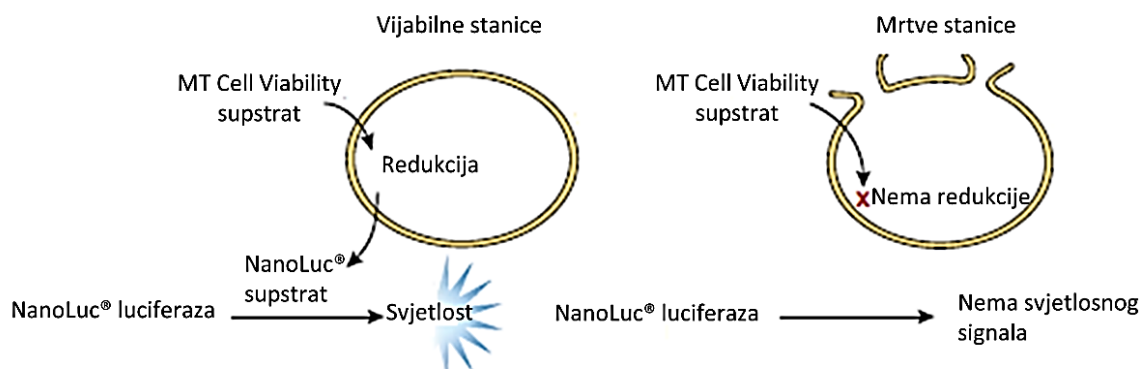 Vijabilne stanice
MT Cell Viability
supstrat
Redukcija
NanoLuc® 
supstrat
NanoLuc® luciferaza
Svjetlost
Mrtve stanice
MT Cell Viability
supstrat
x Nema redukcije
NanoLuc® luciferaza
Nema svjetlosnog
signala